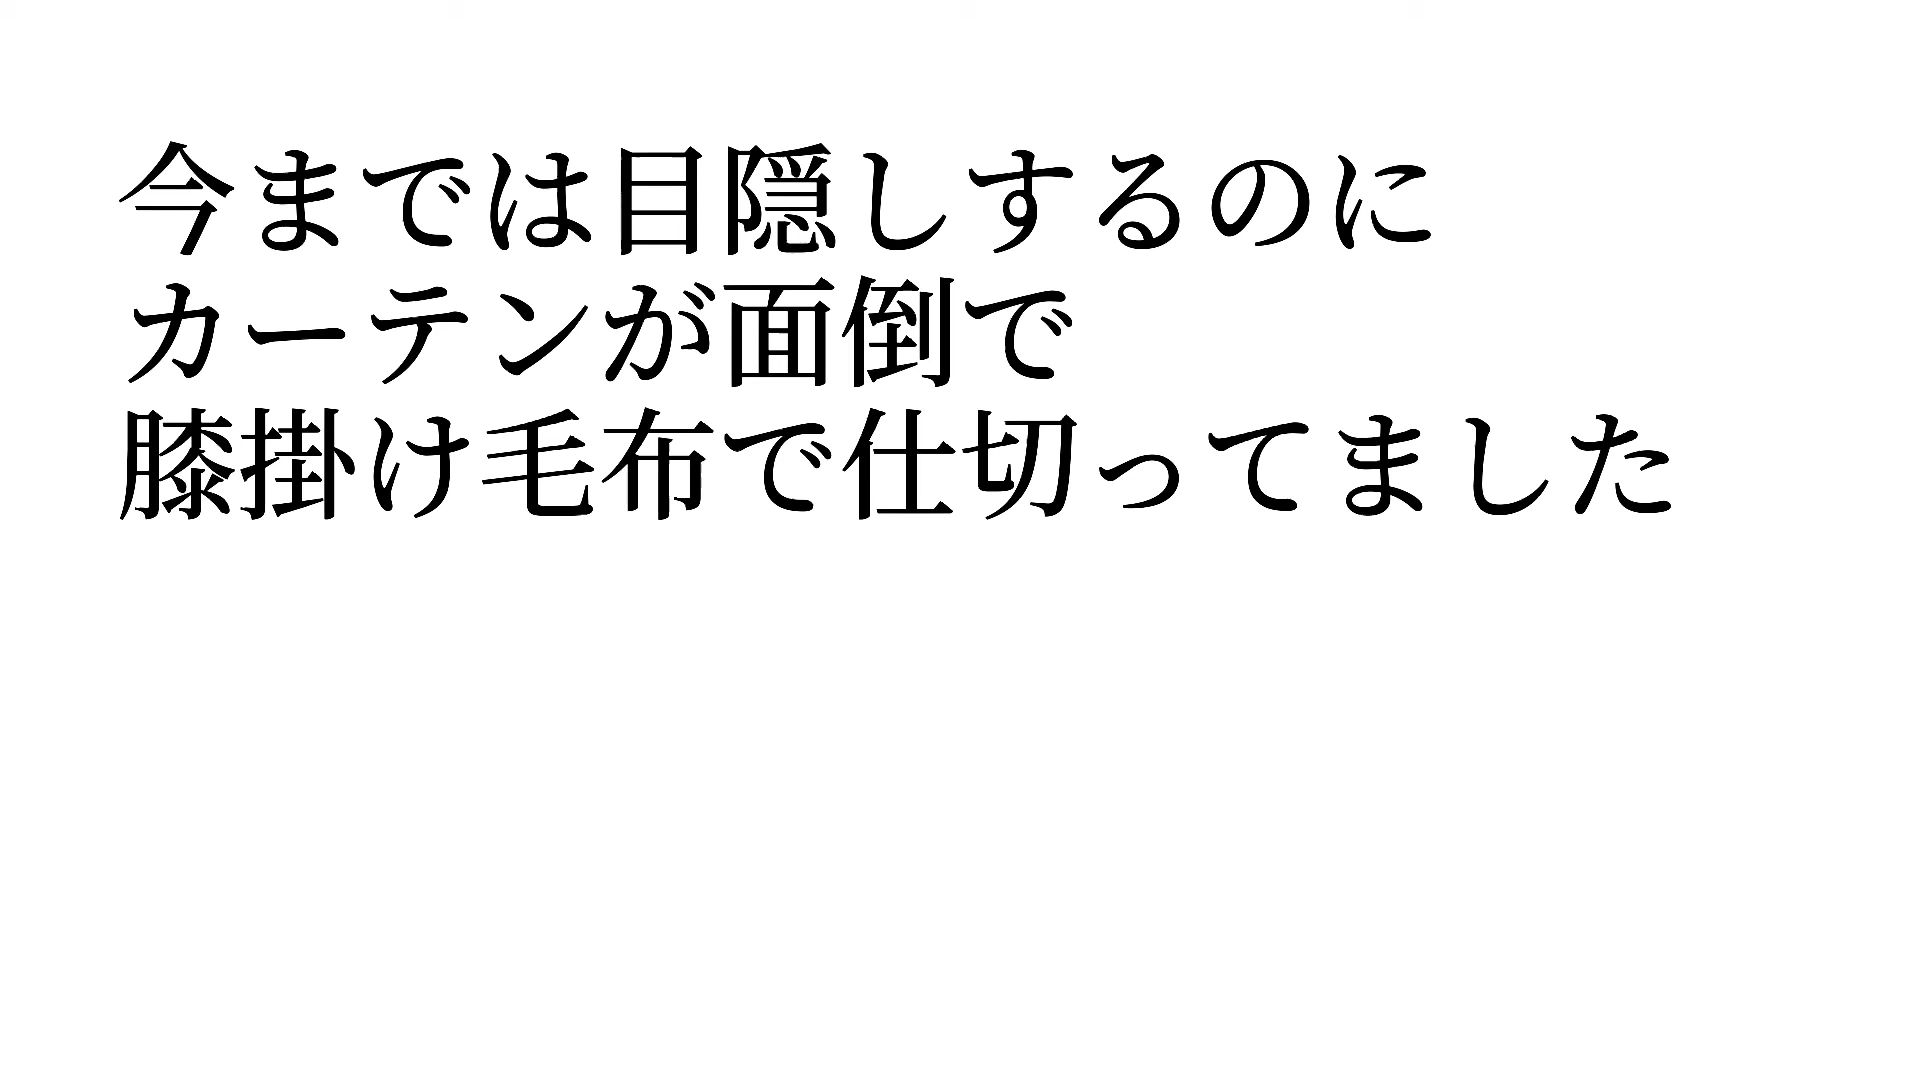 今までは目隠しするのに
カーテンが面倒で
膝掛け毛布で仕切ってました